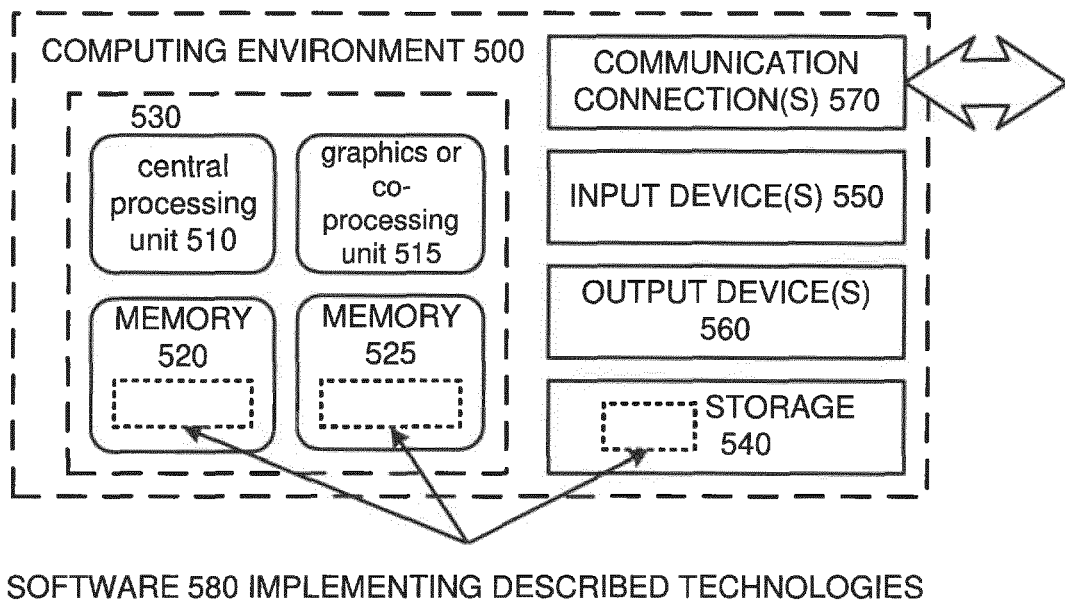 COMPUTING ENVIRONMENT 500
COMMUNICATION
CONNECTION(S) 570
530
central
processing
unit 510
graphics or
co-
processing
unit 515
INPUT DEVICE(S) 550
MEMORY
520
MEMORY
525
OUTPUT DEVICE(S)
560
STORAGE
540
SOFTWARE 580 IMPLEMENTING DESCRIBED TECHNOLOGIES